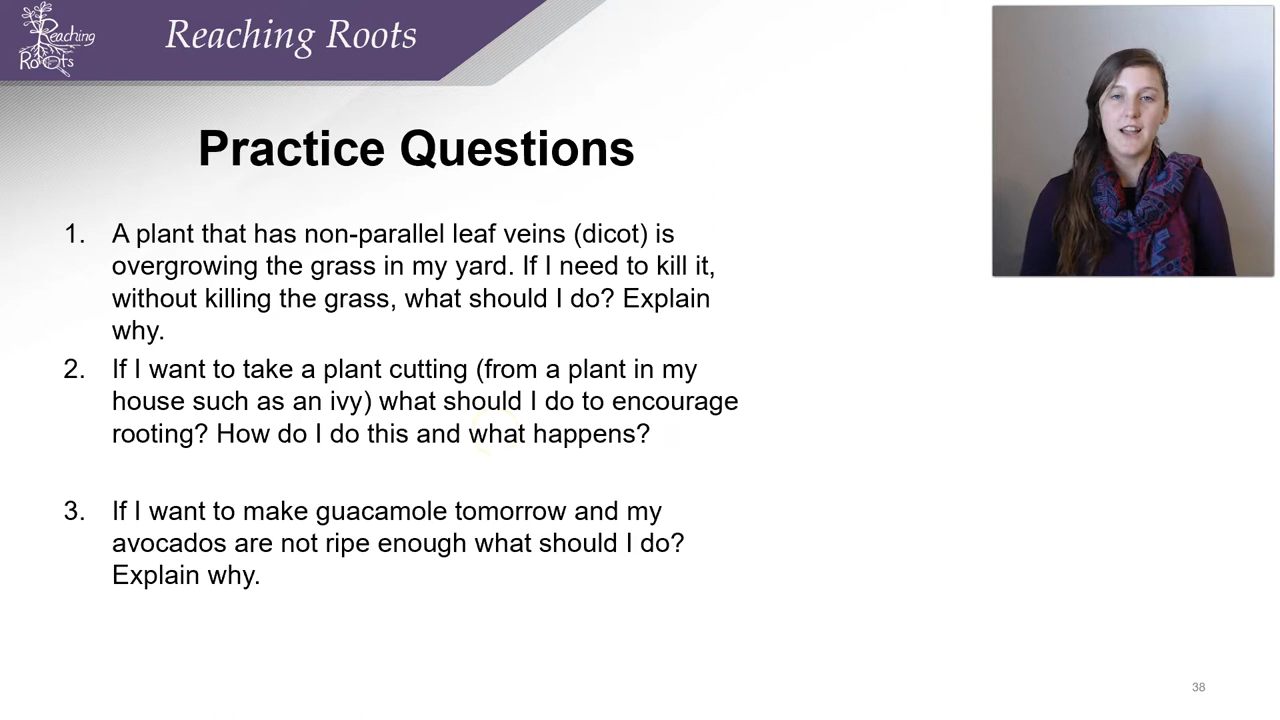 Reaching
Roots
Reaching Roots
Practice Questions
1. A plant that has non-parallel leaf veins (dicot) is
overgrowing the grass in my yard. If I need to kill it,
without killing the grass, what should I do? Explain
why.
2. If I want to take a plant cutting (from a plant in my
house such as an ivy) what should I do to encourage
rooting? How do I do this and what happens?
3. If I want to make guacamole tomorrow and my
avocados are not ripe enough what should I do?
Explain why.
38